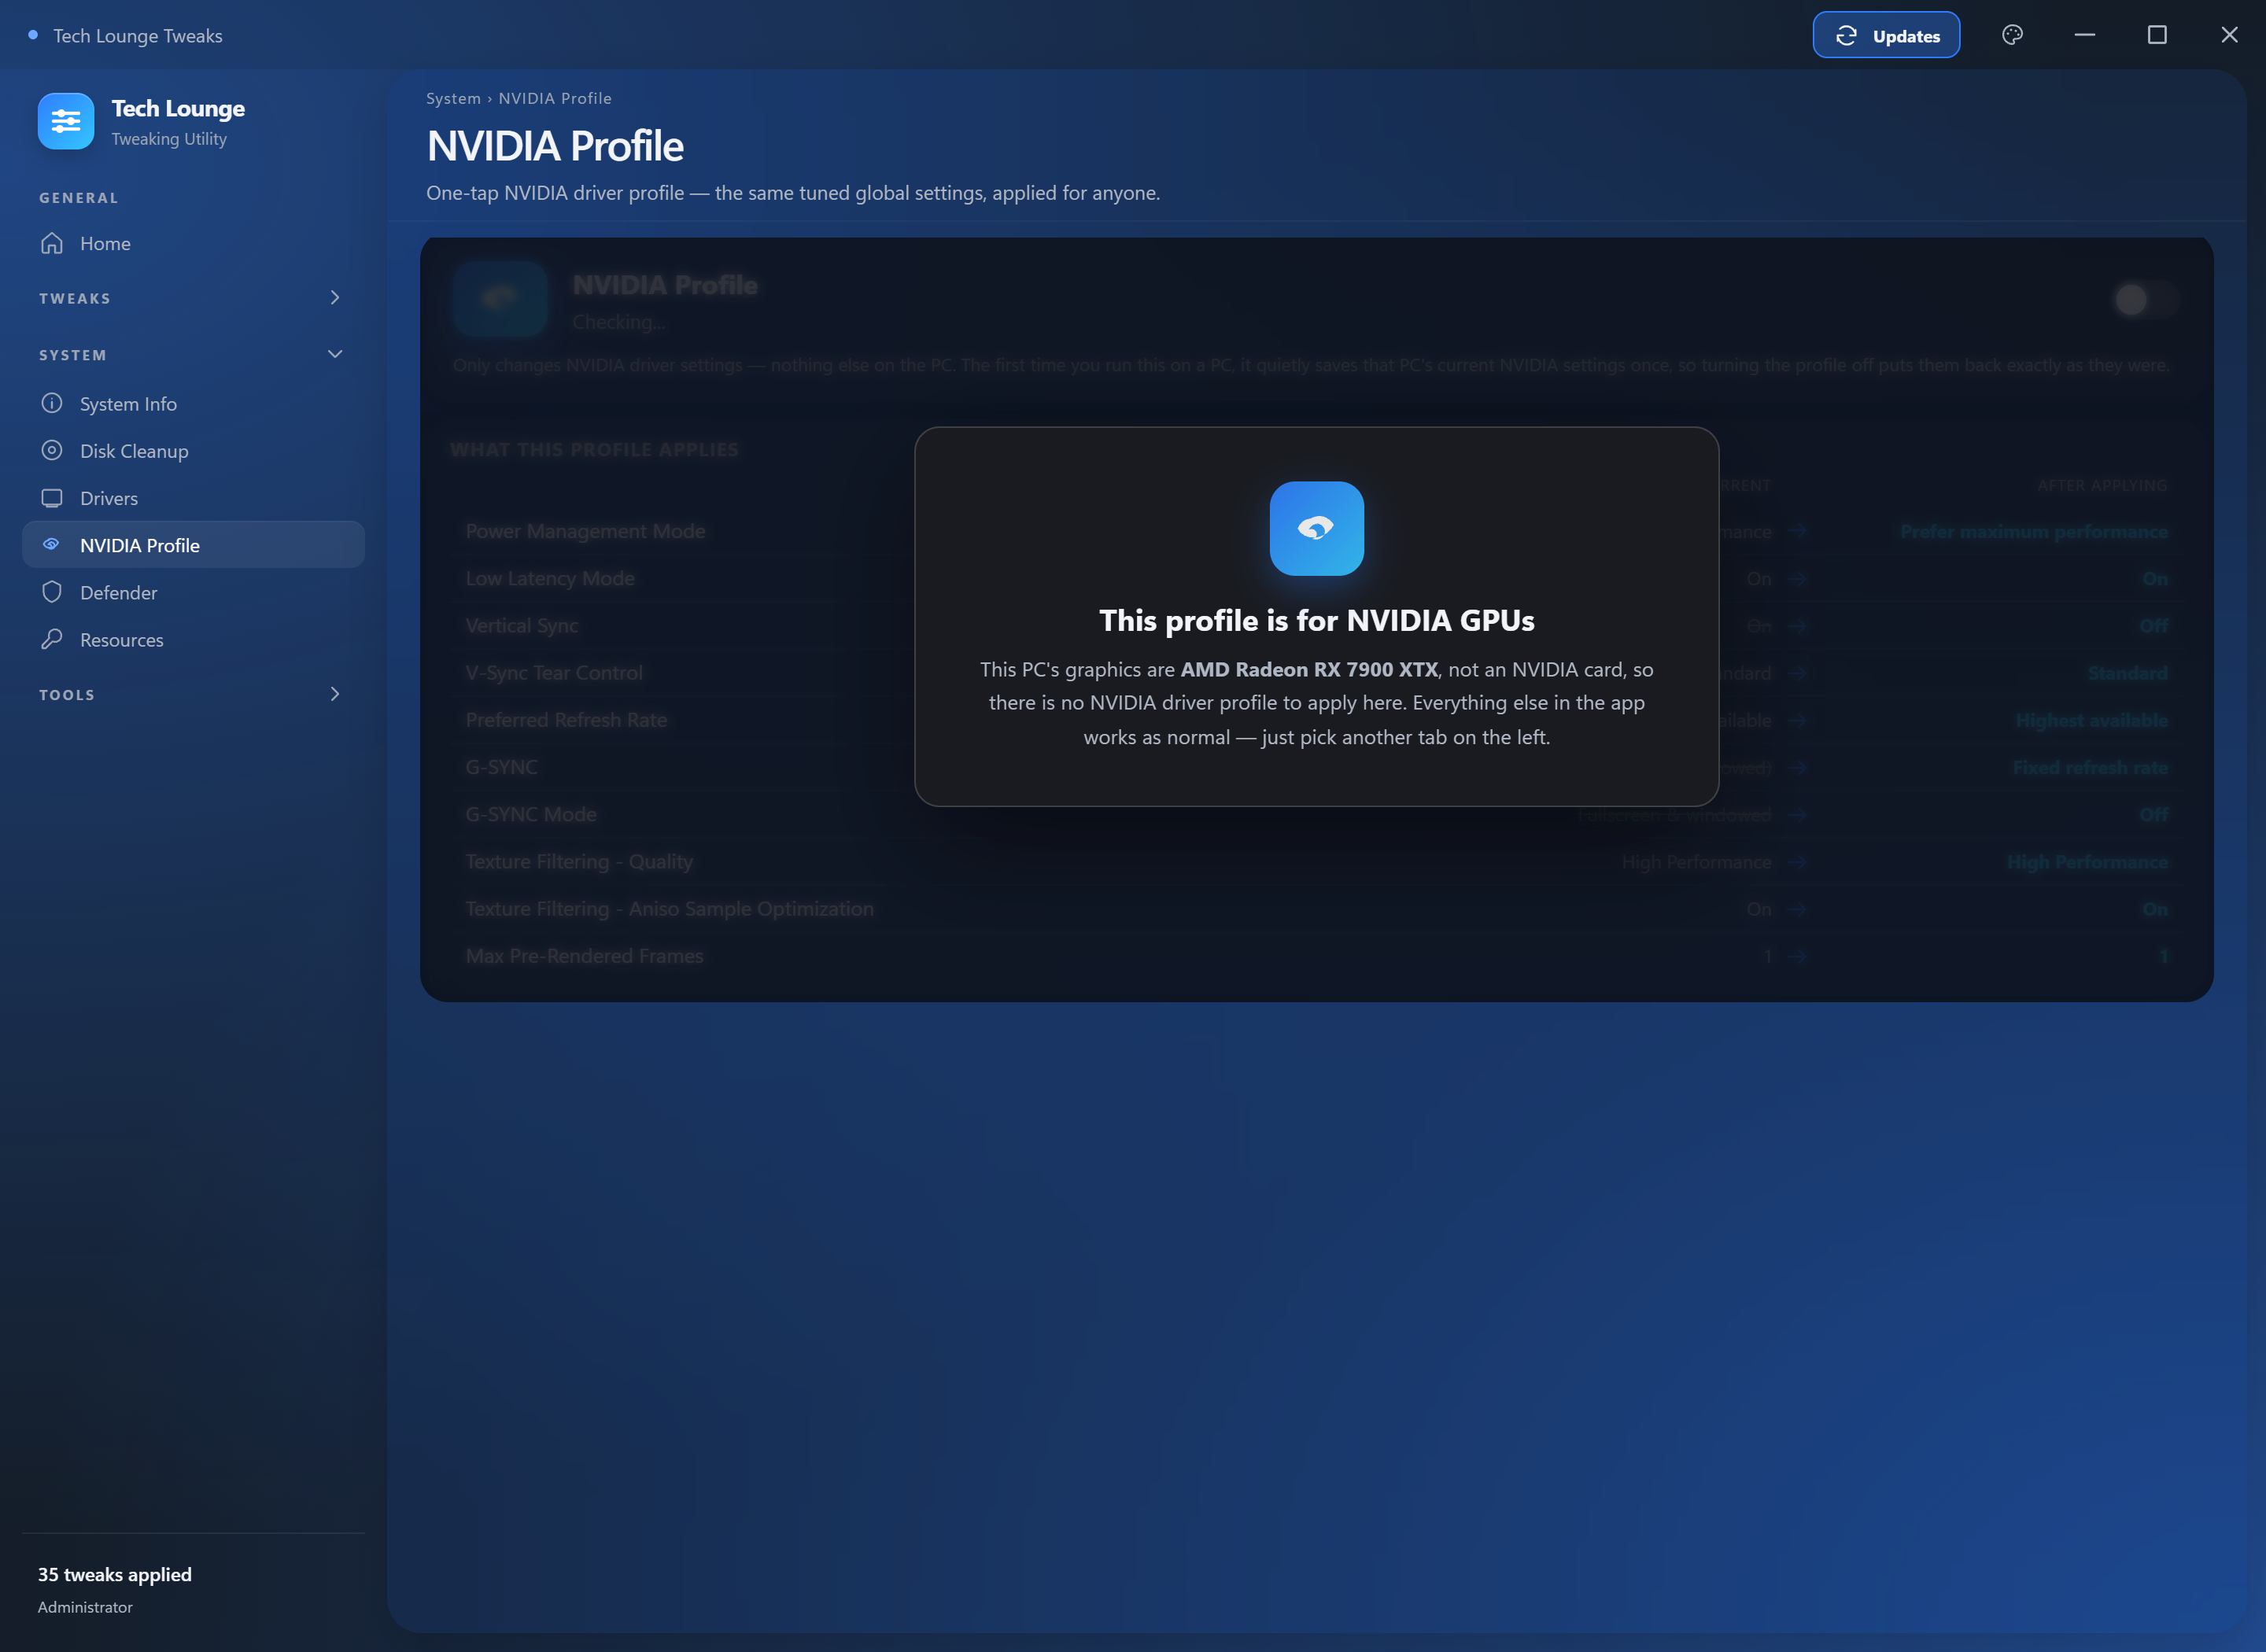 Tech Lounge Tweaks
Updates
Tech Lounge
Tweaking Utility
GENERAL
Home
TWEAKS
SYSTEM
System Info
Disk Cleanup
Drivers
NVIDIA Profile
Defender
Resources
TOOLS
35 tweaks applied
Administrator
System › NVIDIA Profile
NVIDIA Profile
One-tap NVIDIA driver profile — the same tuned global settings, applied for anyone.
NVIDIA Profile
Checking...
Only changes NVIDIA driver settings — nothing else on the PC. The first time you run this on a PC, it quietly saves that PC's current NVIDIA settings once, so turning the profile off puts them back exactly as they were.
WHAT THIS PROFILE APPLIES
AFTER APPLYING
Power Management Mode → Prefer maximum performance
Low Latency Mode On → On
Vertical Sync On → Off
V-Sync Tear Control → Standard
Preferred Refresh Rate → Highest available
G-SYNC → Fixed refresh rate
G-SYNC Mode Fullscreen & windowed → Off
Texture Filtering - Quality High Performance → High Performance
Texture Filtering - Aniso Sample Optimization On → On
Max Pre-Rendered Frames 1 → 1
This profile is for NVIDIA GPUs
This PC's graphics are AMD Radeon RX 7900 XTX, not an NVIDIA card, so
there is no NVIDIA driver profile to apply here. Everything else in the app
works as normal — just pick another tab on the left.